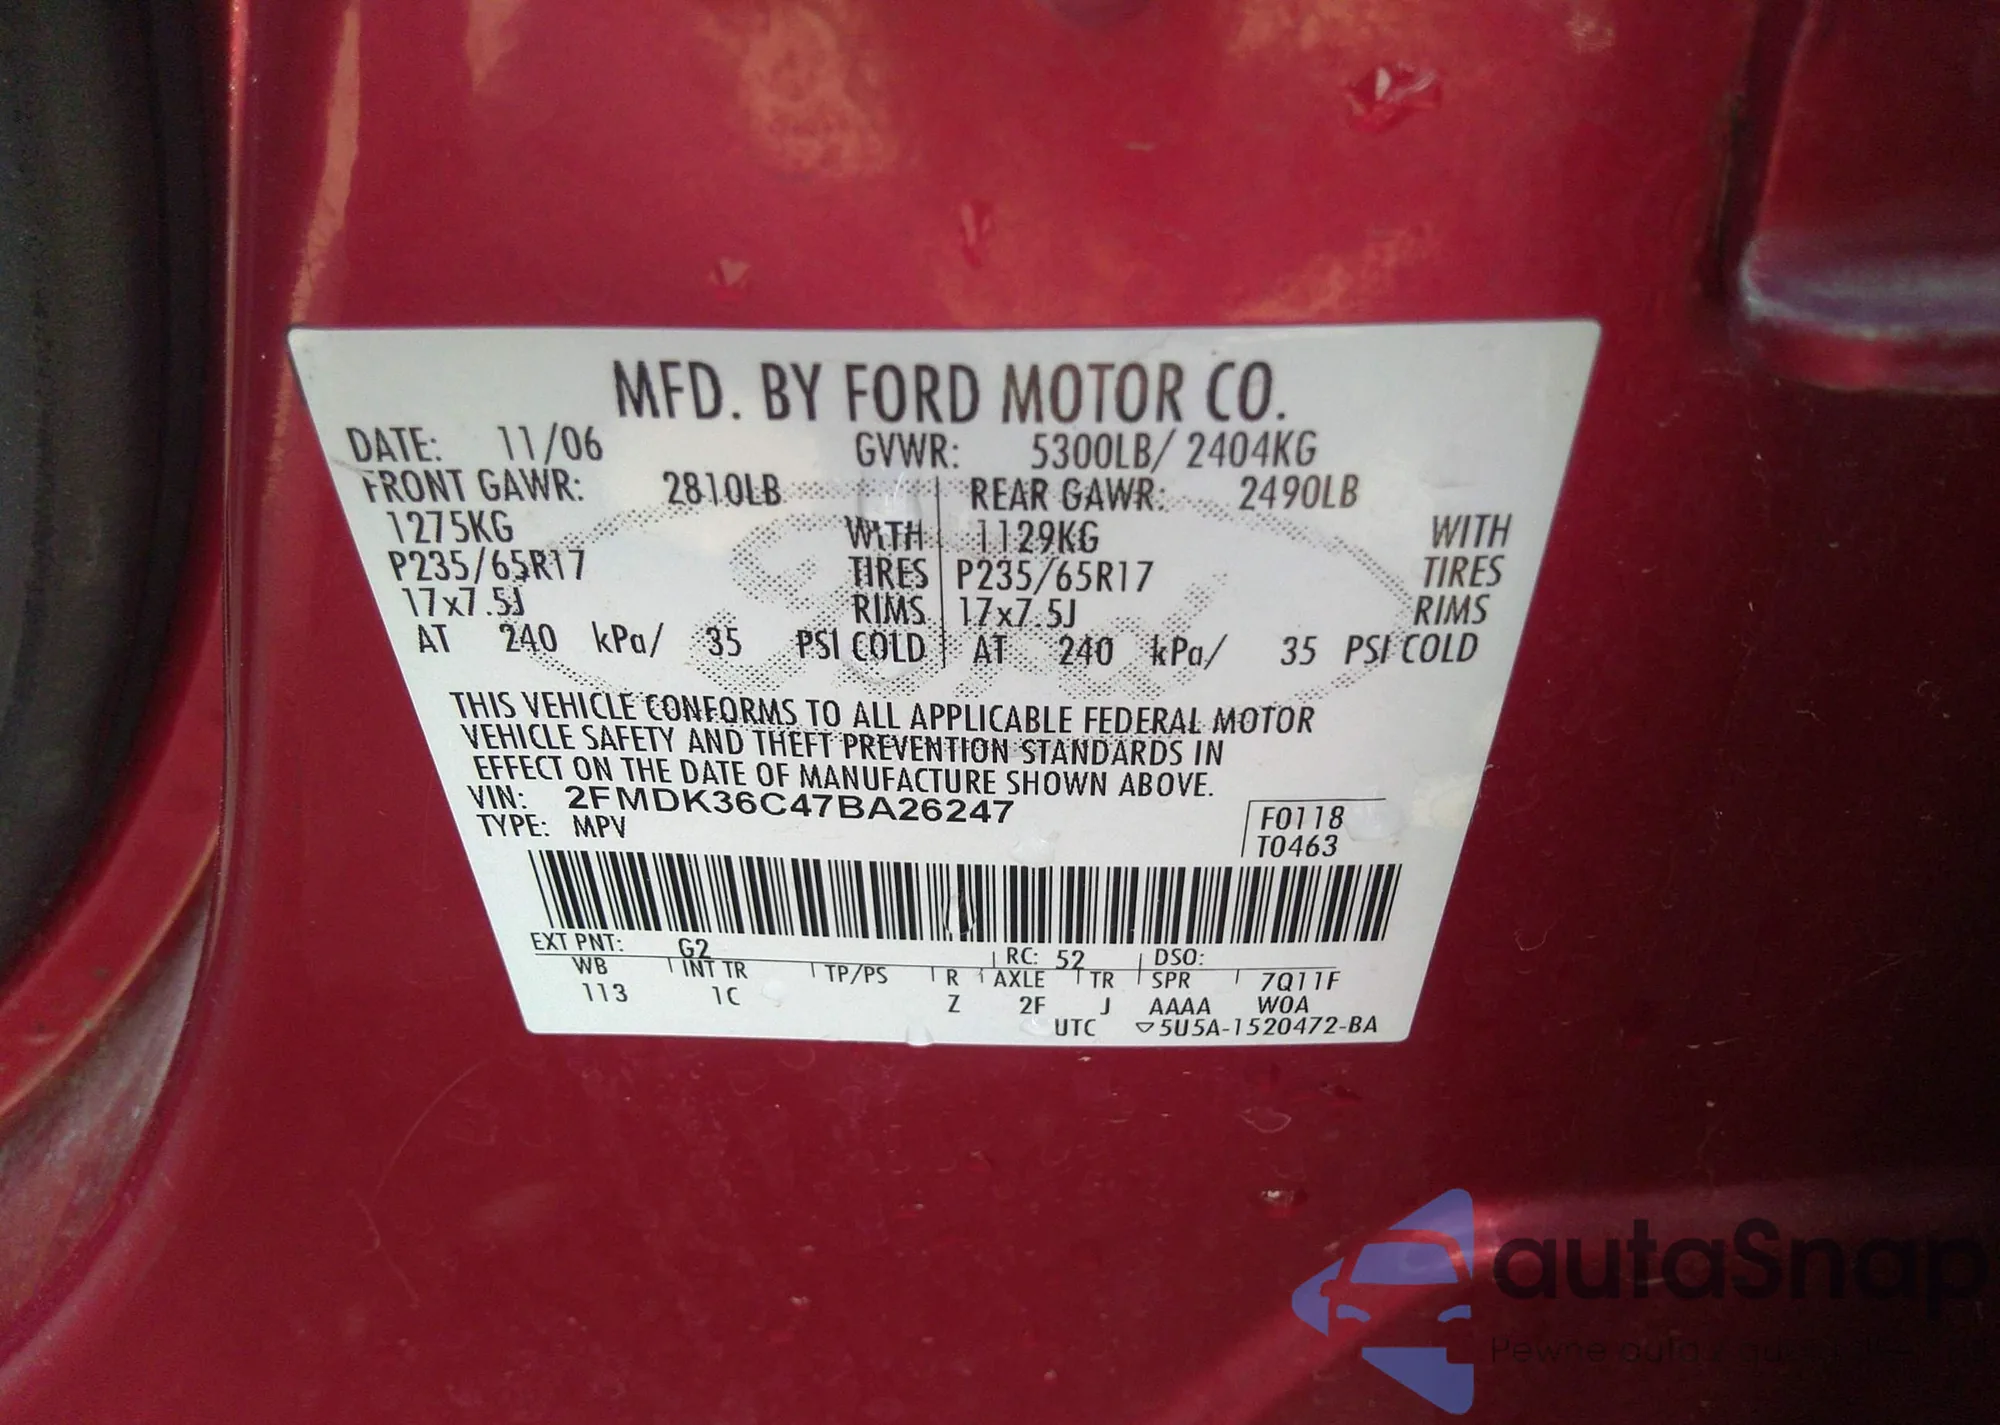 MFD. BY FORD MOTOR CO.
DATE: 11/06 GVWR: 5300LB/ 2404KG
FRONT GAWR: 2810LB REAR GAWR: 2490LB
1275KG WITH 1129KG WITH
P235/65R17 TIRES P235/65R17 TIRES
17x7.5J RIMS 17x7.5J RIMS
AT 240 kPa/ 35 PSI COLD AT 240 kPa/ 35 PSI COLD
THIS VEHICLE CONFORMS TO ALL APPLICABLE FEDERAL MOTOR
VEHICLE SAFETY AND THEFT PREVENTION STANDARDS IN
EFFECT ON THE DATE OF MANUFACTURE SHOWN ABOVE.
VIN: 2FMDK36C47BA26247
TYPE: MPV
F0118
T0463
EXT PNT: G2 RC: 52 DSO:
WB INT TR TP/PS R AXLE TR SPR 7Q11F
113 1C Z 2F J AAAA W0A
UTC ▽5U5A-1520472-BA
autaSnap
Pewne auta z